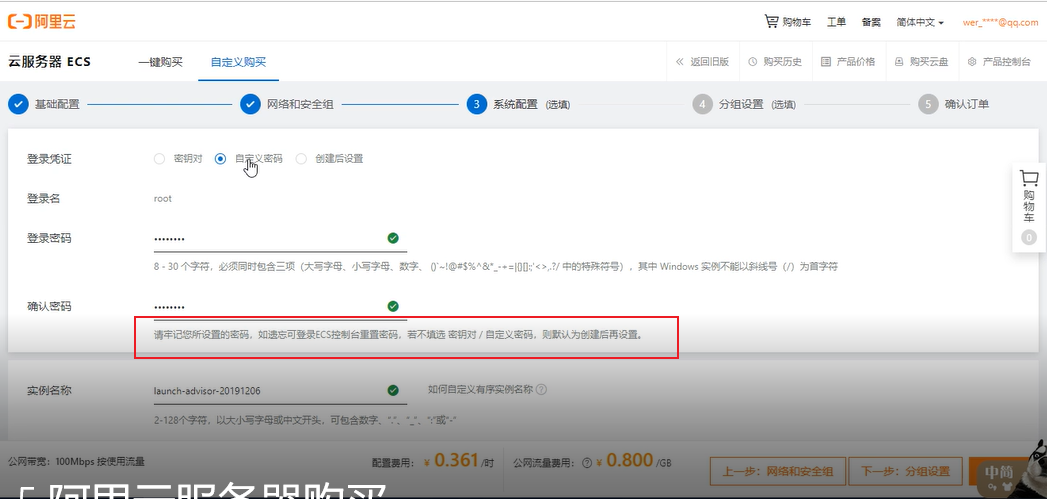 阿里云 购物车 工单 备案 简体中文 wer_****@qq.com
云服务器 ECS 一键购买 自定义购买 返回旧版 购买历史 产品价格 购买云盘 产品控制台
基础配置 网络和安全组 3 系统配置 (选填) 4 分组设置 (选填) 5 确认订单
登录凭证 密钥对 自定义密码 创建后设置
登录名 root
登录密码 ••••••••
8 - 30 个字符，必须同时包含三项（大写字母、小写字母、数字、 ()`~!@#$%^&*_-+=|{}[]:;'<>,.?/ 中的特殊符号），其中 Windows 实例不能以斜线号（/）为首字符
确认密码 ••••••••
请牢记您所设置的密码，如遗忘可登录ECS控制台重置密码，若不填选 密钥对 / 自定义密码，则默认为创建后再设置。
购物车
0
实例名称 launch-advisor-20191206 如何自定义有序实例名称
2-128个字符，以大小写字母或中文开头，可包含数字、"."、"_"、":"或"-"
公网带宽：100Mbps 按使用流量 配置费用：¥ 0.361 /时 公网流量费用：¥ 0.800 /GB 上一步：网络和安全组 下一步：分组设置 中简
「阿里云服务器购买